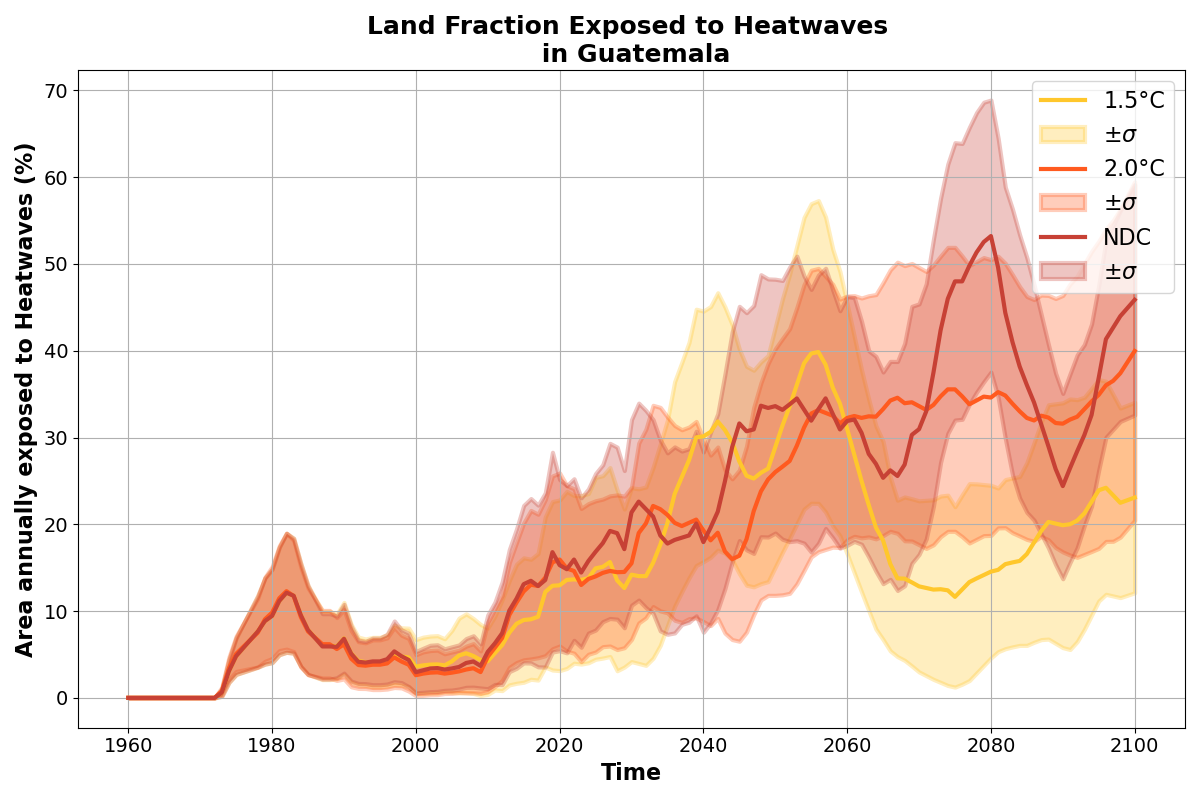 Land Fraction Exposed to Heatwaves
in Guatemala
Area annually exposed to Heatwaves (%)
70
60
50
40
30
20
10
0
1.5°C
±σ
2.0°C
±σ
NDC
±σ
1960 1980 2000 2020 2040 2060 2080 2100
Time